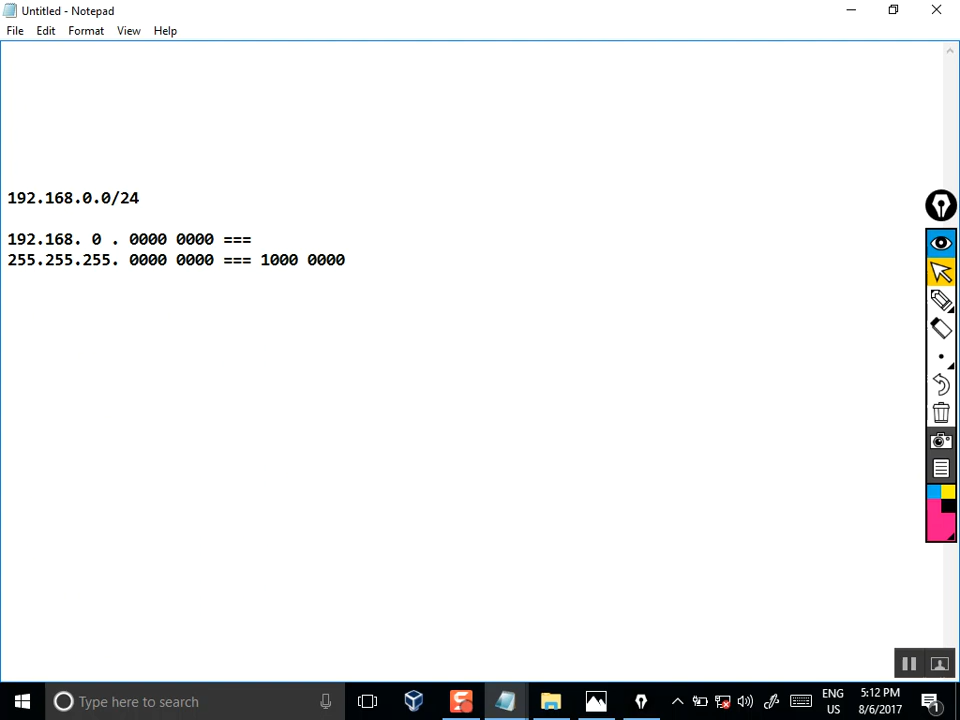 Untitled - Notepad
File Edit Format View Help
192.168.0.0/24
192.168. 0 . 0000 0000 ===
255.255.255. 0000 0000 === 1000 0000
Type here to search
ENG
US
5:12 PM
8/6/2017
1